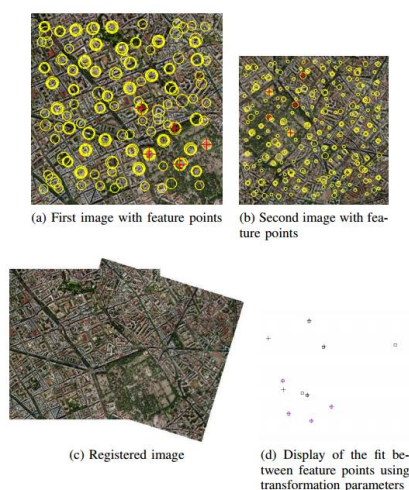 (a) First image with feature points
(b) Second image with fea-
ture points
(c) Registered image
(d) Display of the fit be-
tween feature points using
transformation parameters